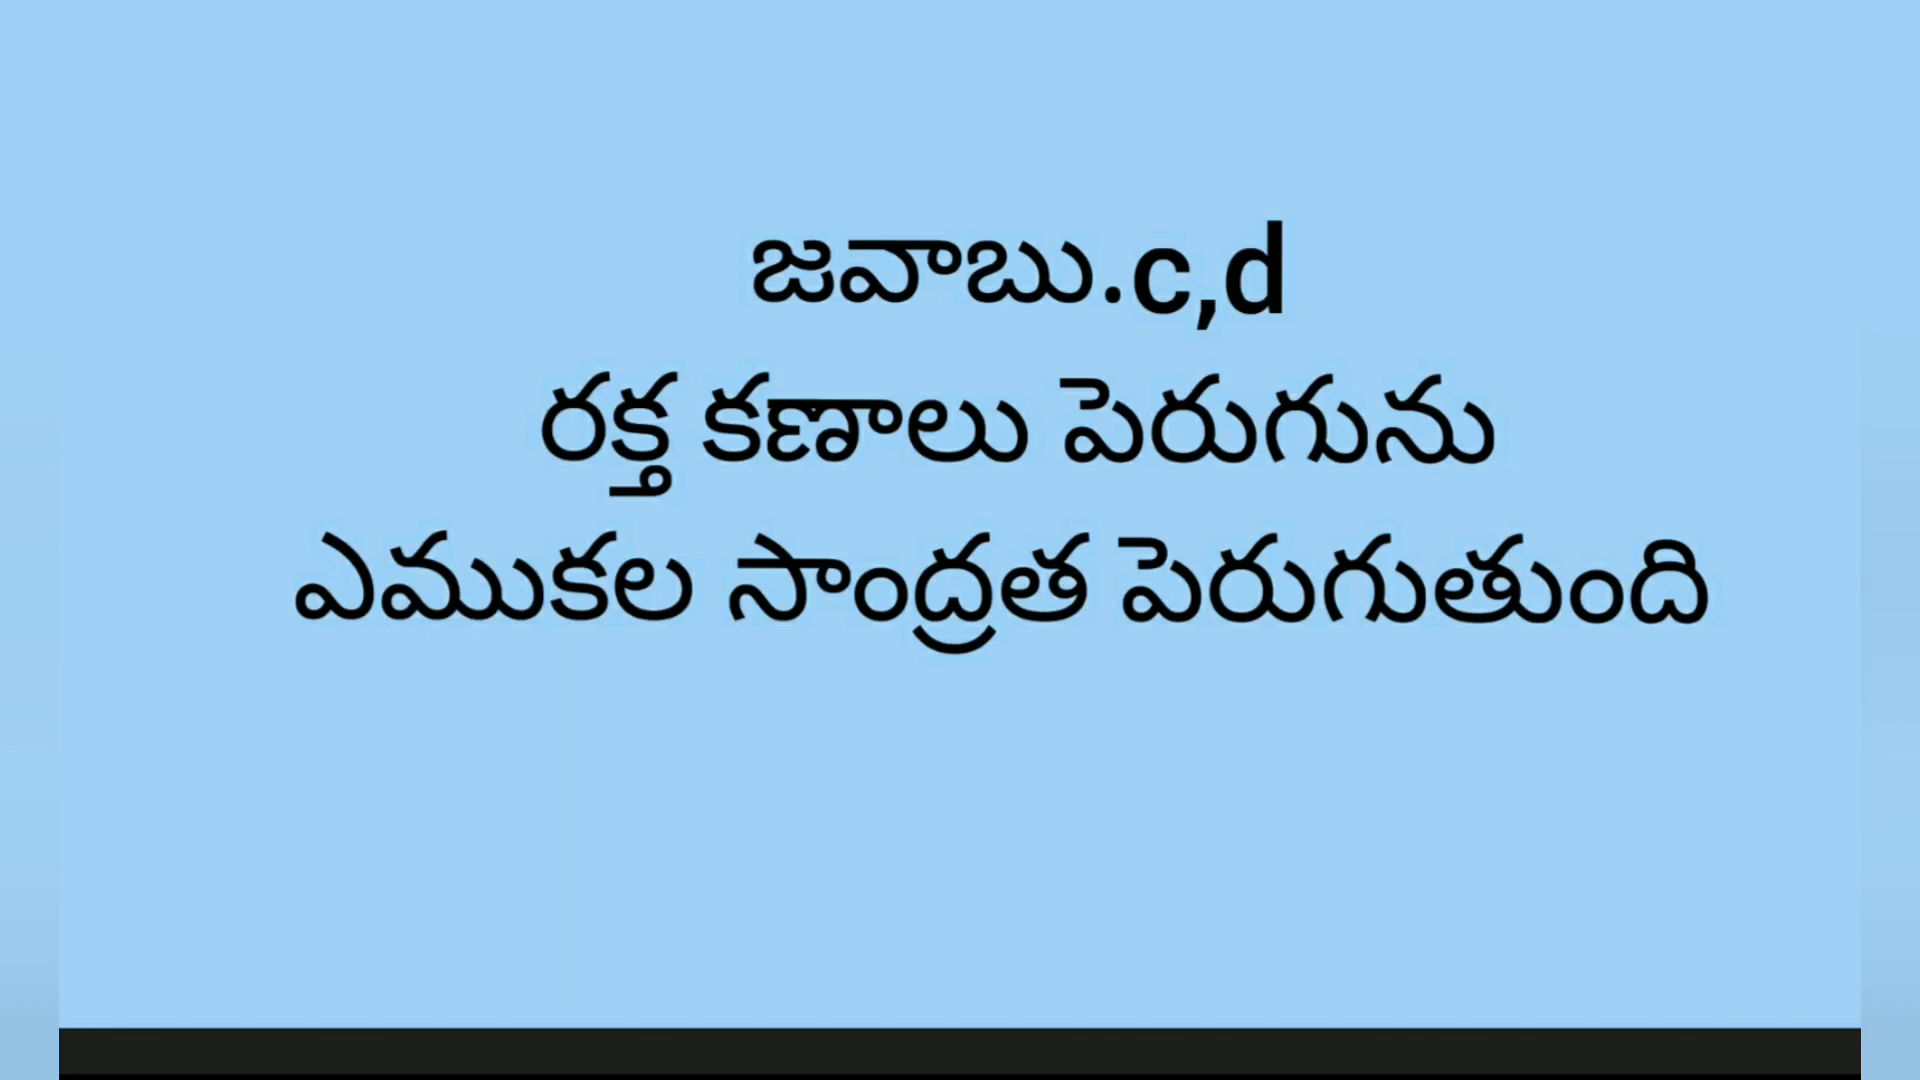 జవాబు.c,d
రక్త కణాలు పెరుగును
ఎముకల సాంద్రత పెరుగుతుంది